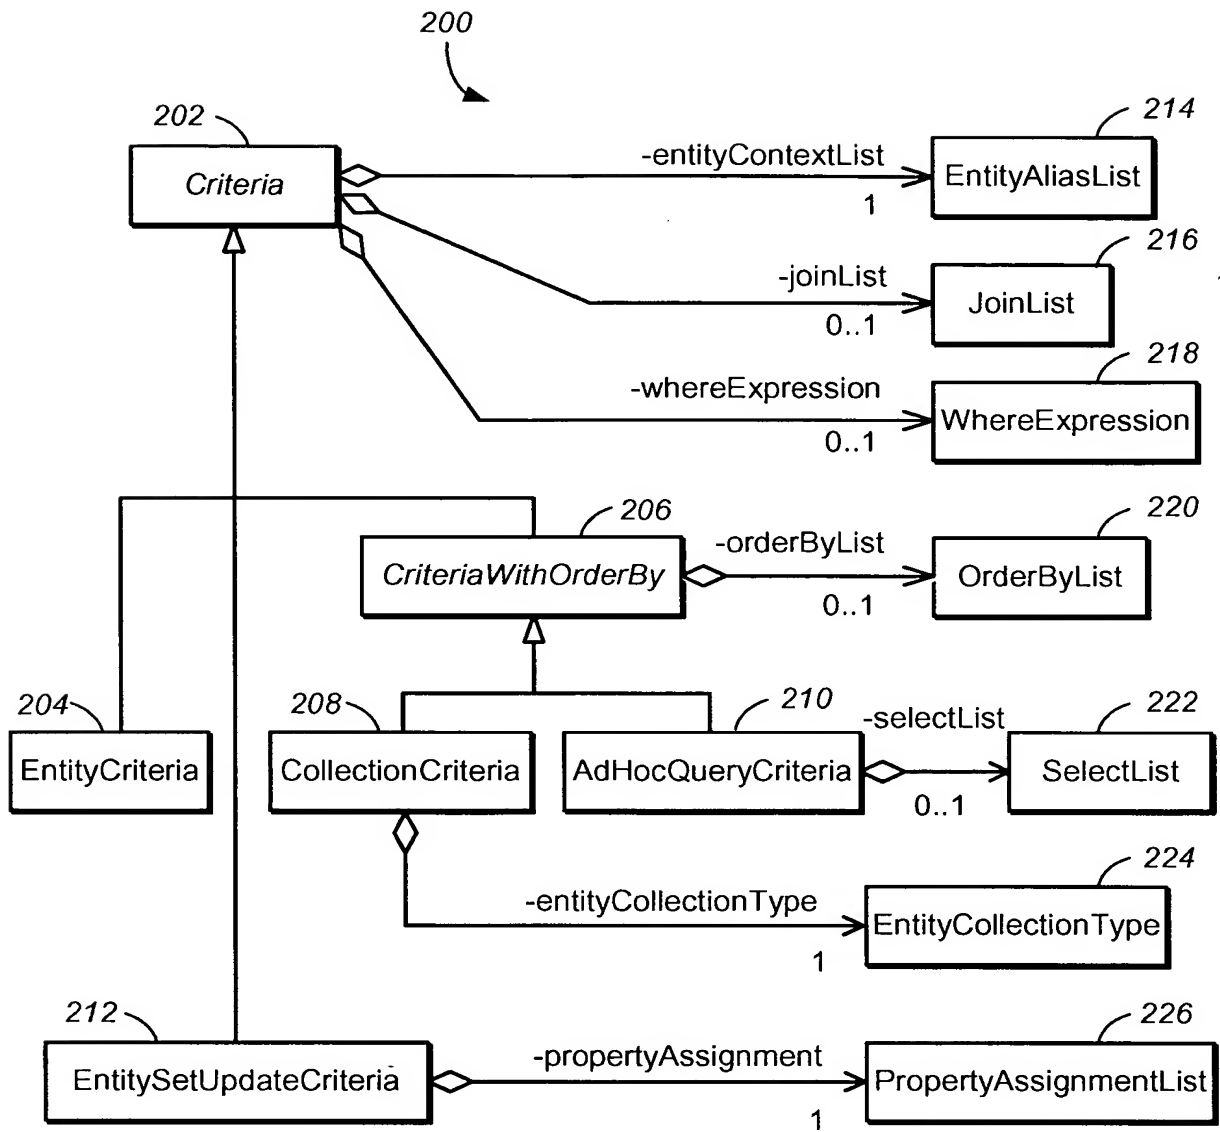 200
202
214
Criteria
-entityContextList
EntityAliasList
1
216
-joinList
JoinList
0..1
218
-whereExpression
WhereExpression
0..1
206
220
-orderByList
CriteriaWithOrderBy
OrderByList
0..1
204
208
210
-selectList
222
EntityCriteria
CollectionCriteria
AdHocQueryCriteria
SelectList
0..1
224
-entityCollectionType
EntityCollectionType
1
212
226
-propertyAssignment
EntitySetUpdateCriteria
PropertyAssignmentList
1